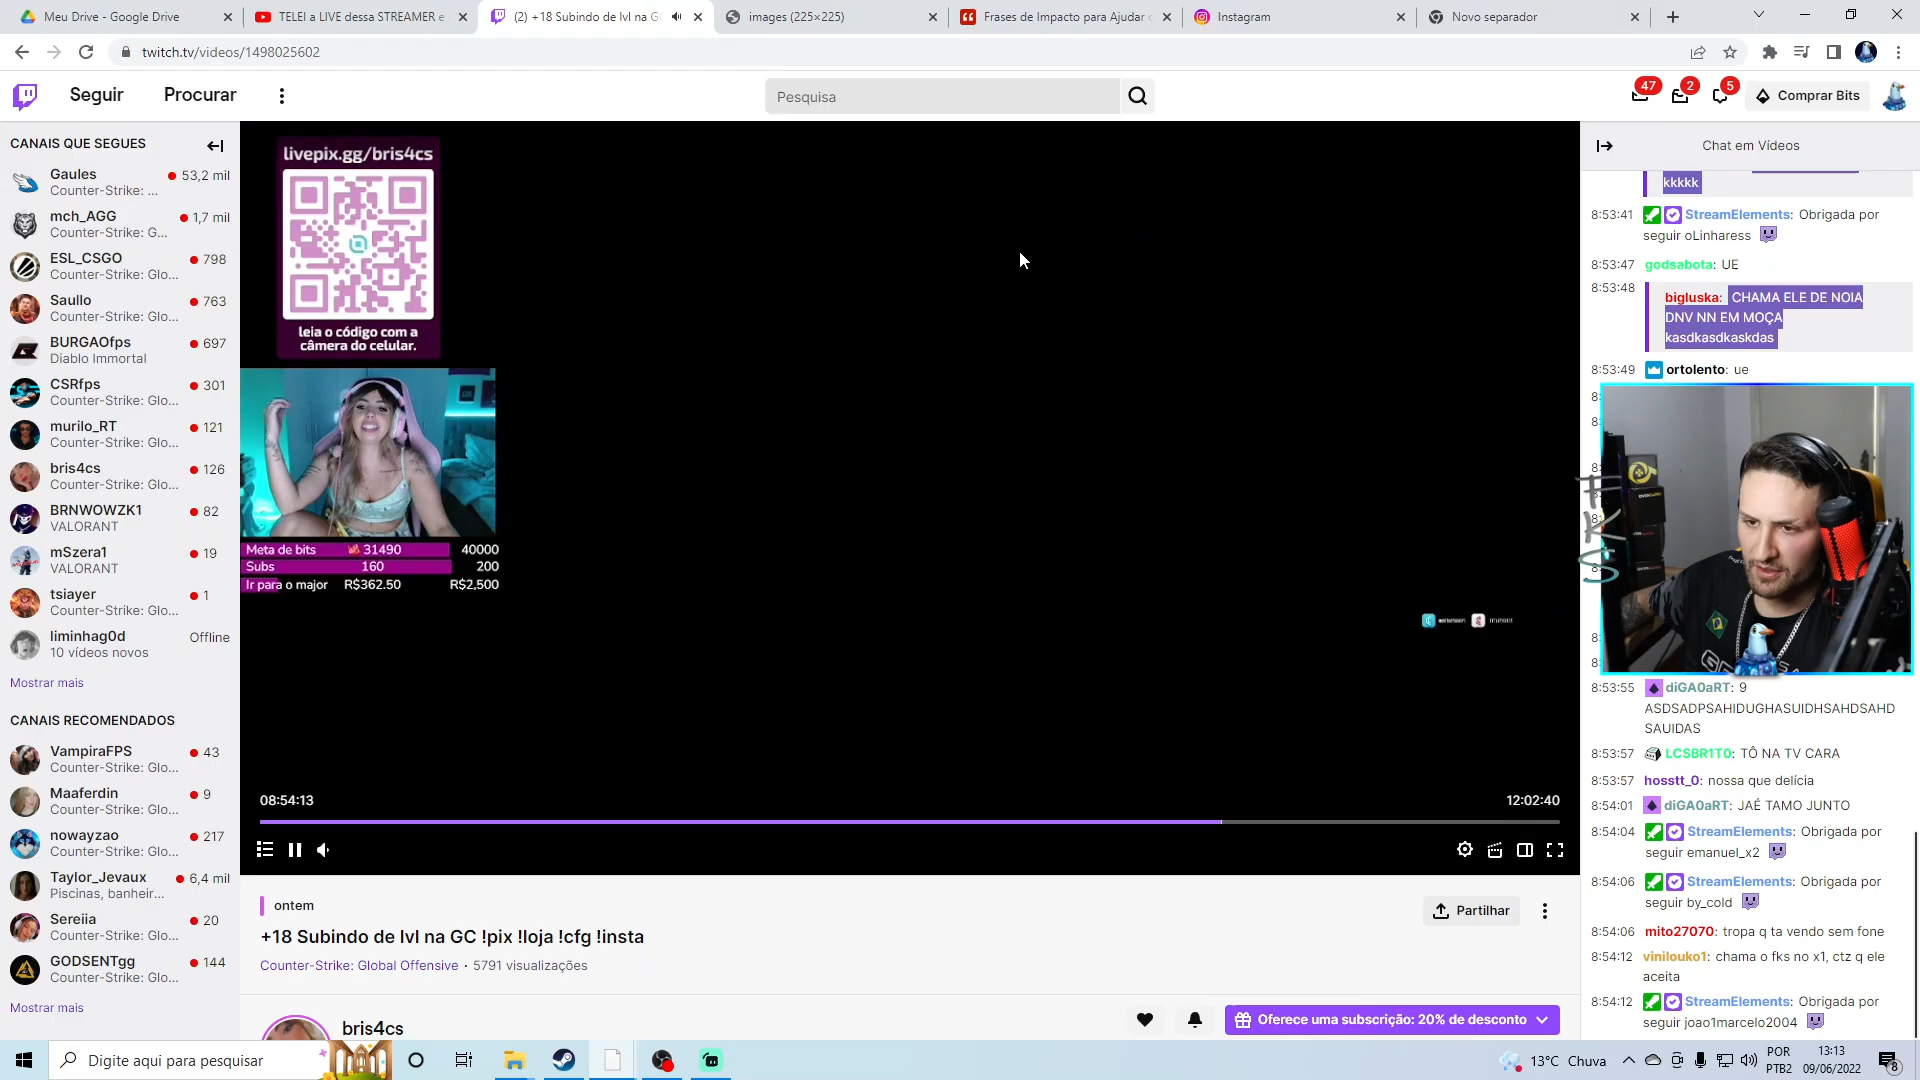 Meu Drive - Google Drive
TELEI a LIVE dessa STREAMER e
(2) +18 Subindo de lvl na GC
images (225×225)
Frases de Impacto para Ajudar
Instagram
Novo separador
twitch.tv/videos/1498025602
Seguir
Procurar
Pesquisa
47
2
5
Comprar Bits
CANAIS QUE SEGUES
Gaules
53,2 mil
Counter-Strike: ...
mch_AGG
1,7 mil
Counter-Strike: G...
ESL_CSGO
798
Counter-Strike: Glo...
Saullo
763
Counter-Strike: Glo...
BURGAOfps
697
Diablo Immortal
CSRfps
301
Counter-Strike: Glo...
murilo_RT
121
Counter-Strike: Glo...
bris4cs
126
Counter-Strike: Glo...
BRNWOWZK1
82
VALORANT
mSzera1
19
VALORANT
tsiayer
1
Counter-Strike: Glo...
liminhag0d
Offline
10 vídeos novos
Mostrar mais
CANAIS RECOMENDADOS
VampiraFPS
43
Counter-Strike: Glo...
Maaferdin
9
Counter-Strike: Glo...
nowayzao
217
Counter-Strike: Glo...
Taylor_Jevaux
6,4 mil
Piscinas, banheir...
Sereiia
20
Counter-Strike: Glo...
GODSENTgg
144
Counter-Strike: Glo...
Mostrar mais
livepix.gg/bris4cs
leia o código com a
câmera do celular.
Meta de bits 31490 40000
Subs 160 200
Ir para o major R$362.50 R$2,500
08:54:13
12:02:40
ontem
Partilhar
+18 Subindo de lvl na GC !pix !loja !cfg !insta
Counter-Strike: Global Offensive • 5791 visualizações
bris4cs
Oferece uma subscrição: 20% de desconto
Chat em Vídeos
kkkkk
8:53:41 StreamElements: Obrigada por
seguir oLinharess
8:53:47 godsabota: UE
8:53:48 bigluska: CHAMA ELE DE NOIA
DNV NN EM MOÇA
kasdkasdkaskdas
8:53:49 ortolento: ue
FKS
8:53:55 diGA0aRT: 9
ASDSADPSAHIDUGHASUIDHSAHDSAHD
SAUIDAS
8:53:57 LCSBR1T0: TÔ NA TV CARA
8:53:57 hosstt_0: nossa que delícia
8:54:01 diGA0aRT: JAÉ TAMO JUNTO
8:54:04 StreamElements: Obrigada por
seguir emanuel_x2
8:54:06 StreamElements: Obrigada por
seguir by_cold
8:54:06 mito27070: tropa q ta vendo sem fone
8:54:12 vinilouko1: chama o fks no x1, ctz q ele
aceita
8:54:12 StreamElements: Obrigada por
seguir joao1marcelo2004
Digite aqui para pesquisar
13°C Chuva
POR
PTB2
13:13
09/06/2022
8